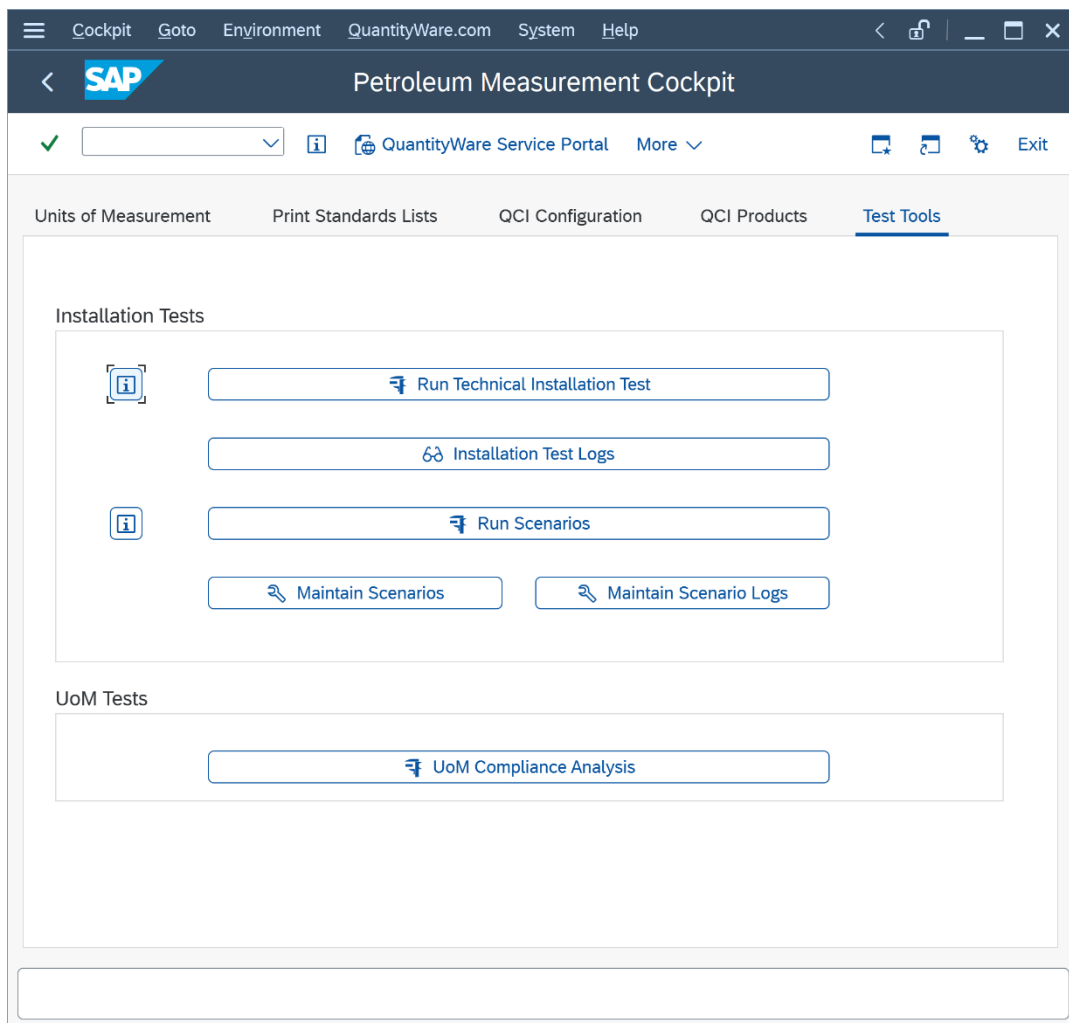 Cockpit Goto Environment QuantityWare.com System Help
SAP Petroleum Measurement Cockpit
QuantityWare Service Portal More Exit
Units of Measurement Print Standards Lists QCI Configuration QCI Products Test Tools
Installation Tests
Run Technical Installation Test
Installation Test Logs
Run Scenarios
Maintain Scenarios Maintain Scenario Logs
UoM Tests
UoM Compliance Analysis